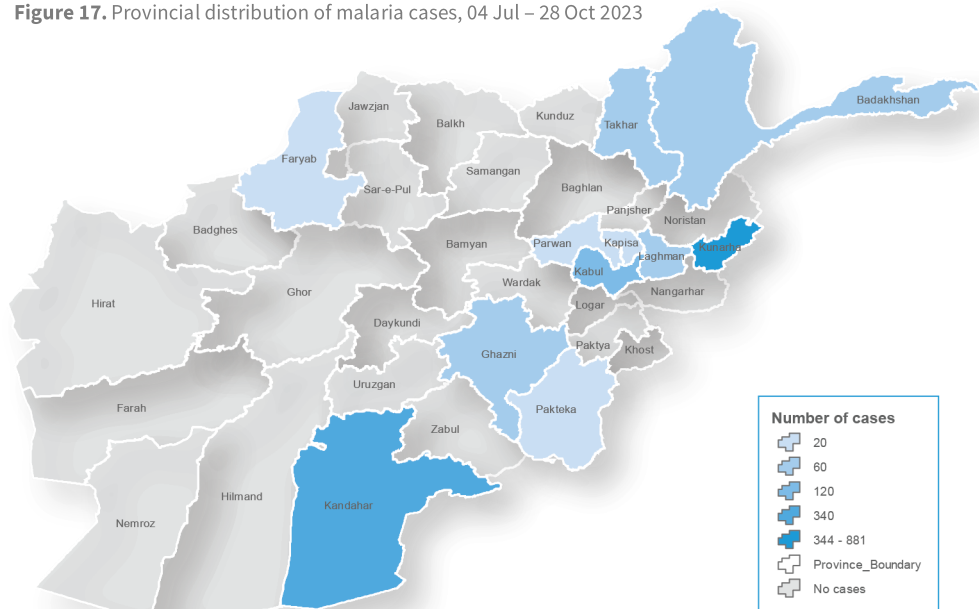 Figure 17. Provincial distribution of malaria cases, 04 Jul – 28 Oct 2023
Badakhshan
Jawzjan
Balkh
Kunduz
Takhar
Faryab
Samangan
Sar-e-Pul
Baghlan
Panjsher
Noristan
Badghes
Bamyan
Parwan
Kapisa
Laghman
Kunarha
Kabul
Wardak
Nangarhar
Hirat
Ghor
Logar
Daykundi
Paktya
Khost
Ghazni
Uruzgan
Farah
Pakteka
Zabul
Hilmand
Kandahar
Nemroz
Number of cases
20
60
120
340
344 - 881
Province_Boundary
No cases